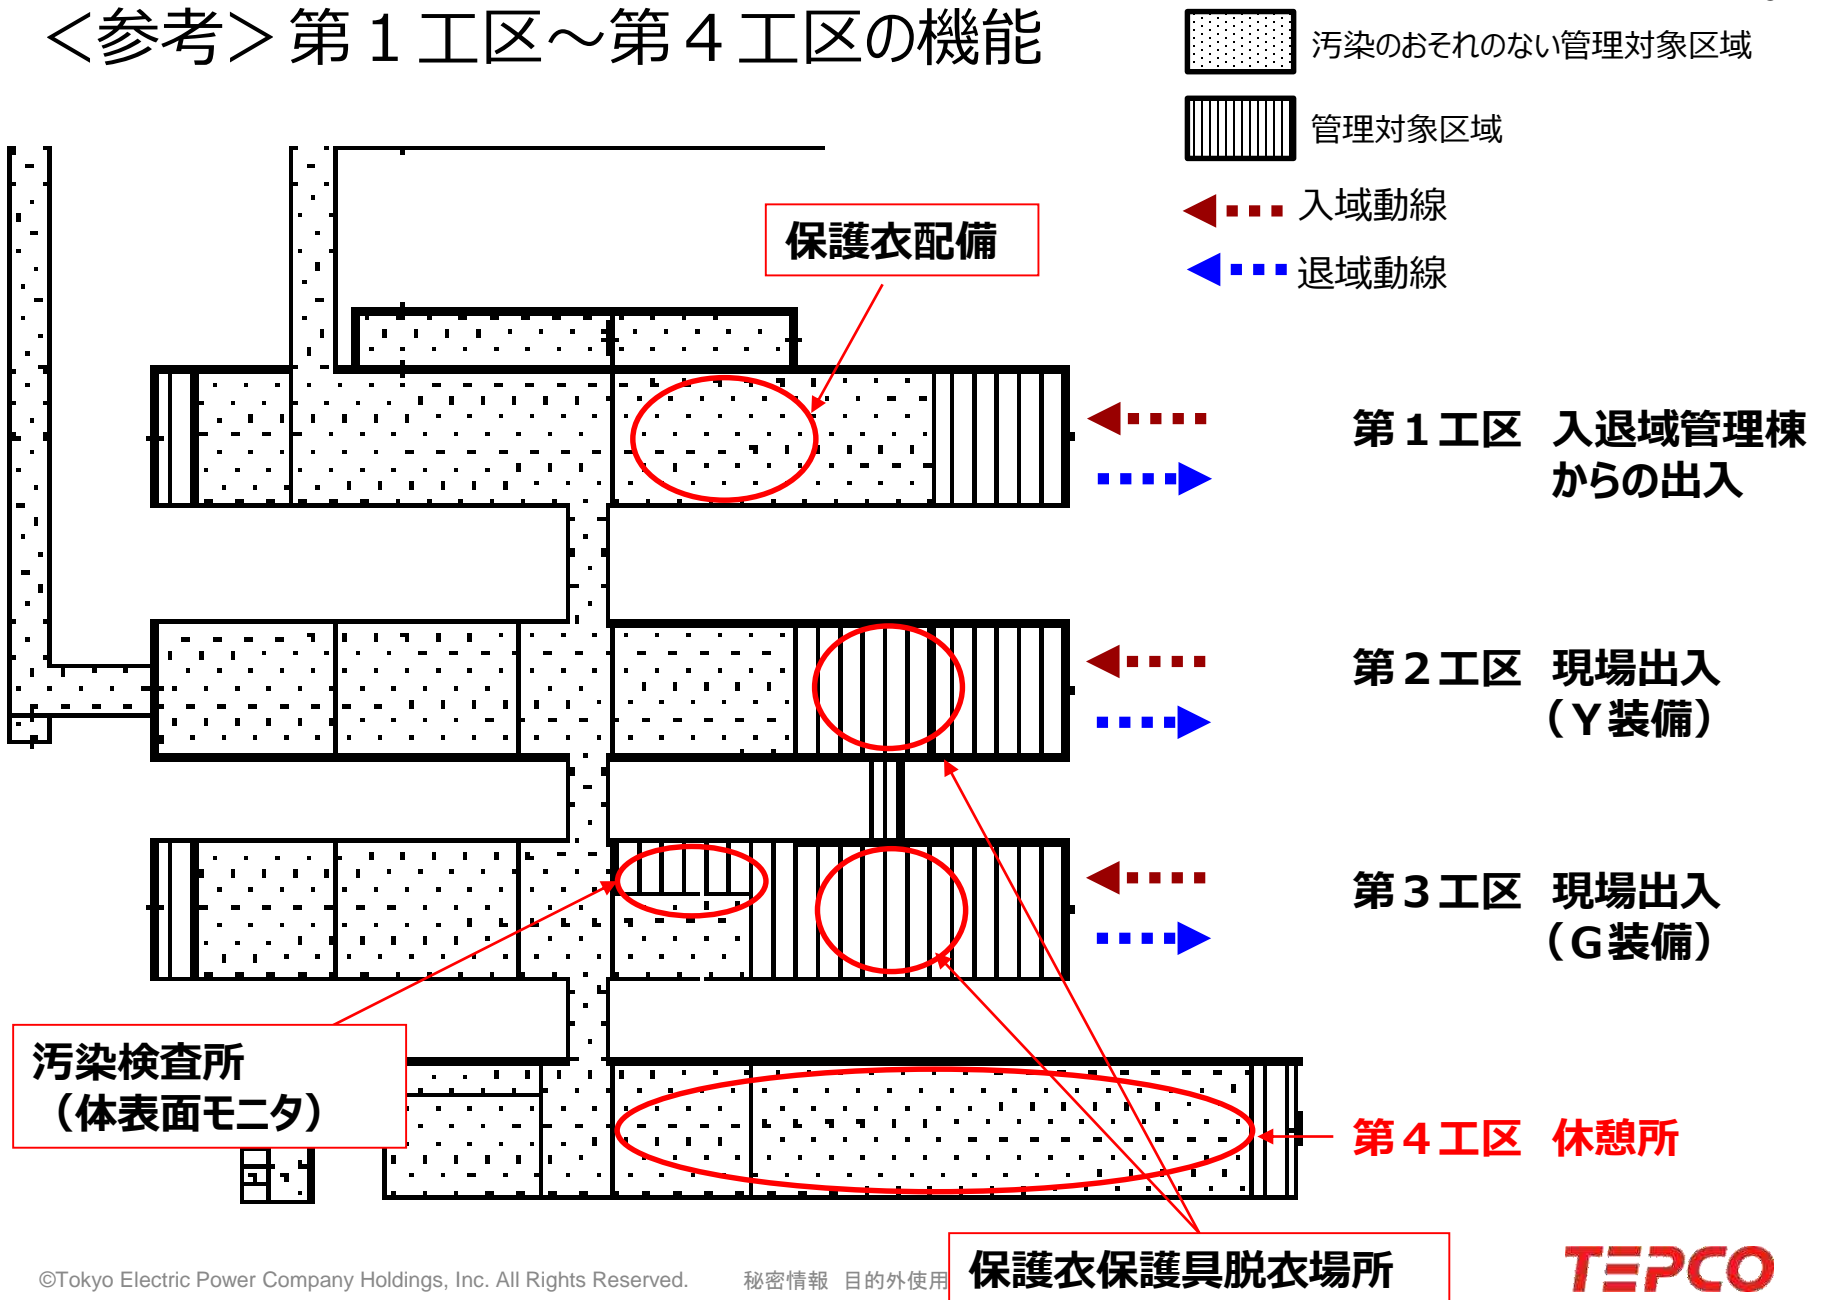 ＜参考＞第１工区～第４工区の機能
汚染のおそれのない管理対象区域
管理対象区域
入域動線
退域動線
保護衣配備
第１工区 入退域管理棟
からの出入
第２工区 現場出入
（Ｙ装備）
第３工区 現場出入
（Ｇ装備）
汚染検査所
（体表面モニタ）
第４工区 休憩所
保護衣保護具脱衣場所
©Tokyo Electric Power Company Holdings, Inc. All Rights Reserved. 秘密情報 目的外使用
TEPCO